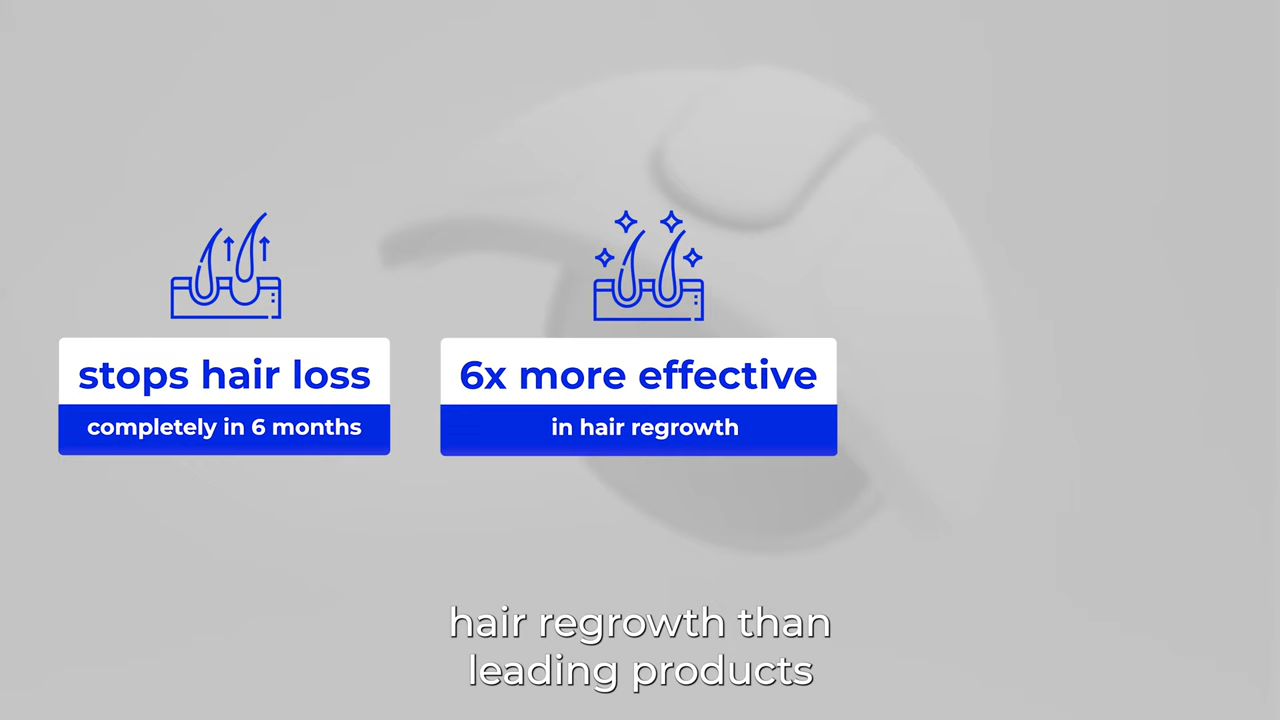 stops hair loss
completely in 6 months
6x more effective
in hair regrowth
hair regrowth than
leading products